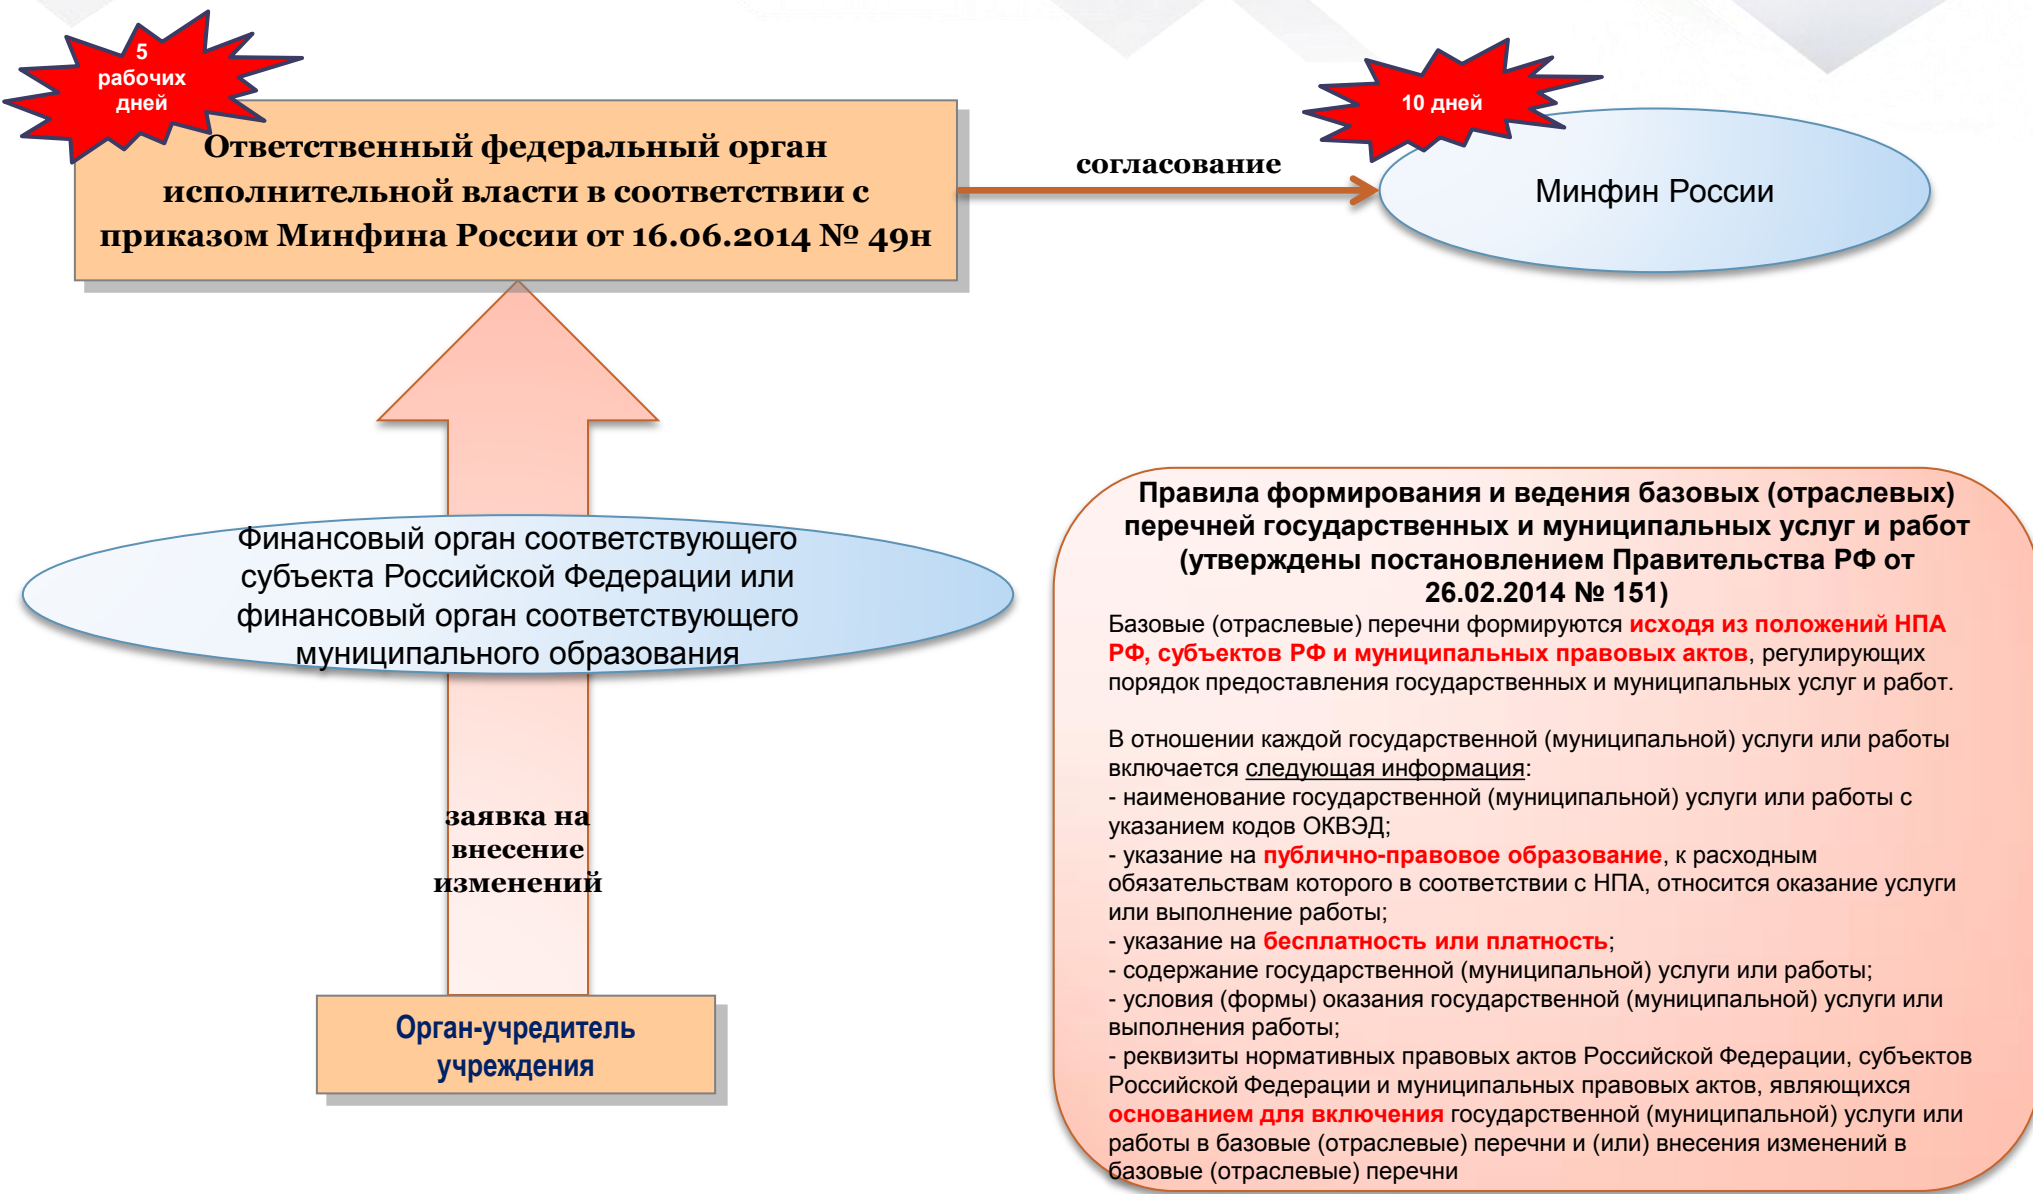 5
рабочих
дней
Ответственный федеральный орган
исполнительной власти в соответствии с
приказом Минфина России от 16.06.2014 № 49н
согласование
10 дней
Минфин России
Финансовый орган соответствующего
субъекта Российской Федерации или
финансовый орган соответствующего
муниципального образования
заявка на
внесение
изменений
Орган-учредитель
учреждения
Правила формирования и ведения базовых (отраслевых)
перечней государственных и муниципальных услуг и работ
(утверждены постановлением Правительства РФ от
26.02.2014 № 151)
Базовые (отраслевые) перечни формируются исходя из положений НПА
РФ, субъектов РФ и муниципальных правовых актов, регулирующих
порядок предоставления государственных и муниципальных услуг и работ.
В отношении каждой государственной (муниципальной) услуги или работы
включается следующая информация:
- наименование государственной (муниципальной) услуги или работы с
указанием кодов ОКВЭД;
- указание на публично-правовое образование, к расходным
обязательствам которого в соответствии с НПА, относится оказание услуги
или выполнение работы;
- указание на бесплатность или платность;
- содержание государственной (муниципальной) услуги или работы;
- условия (формы) оказания государственной (муниципальной) услуги или
выполнения работы;
- реквизиты нормативных правовых актов Российской Федерации, субъектов
Российской Федерации и муниципальных правовых актов, являющихся
основанием для включения государственной (муниципальной) услуги или
работы в базовые (отраслевые) перечни и (или) внесения изменений в
базовые (отраслевые) перечни